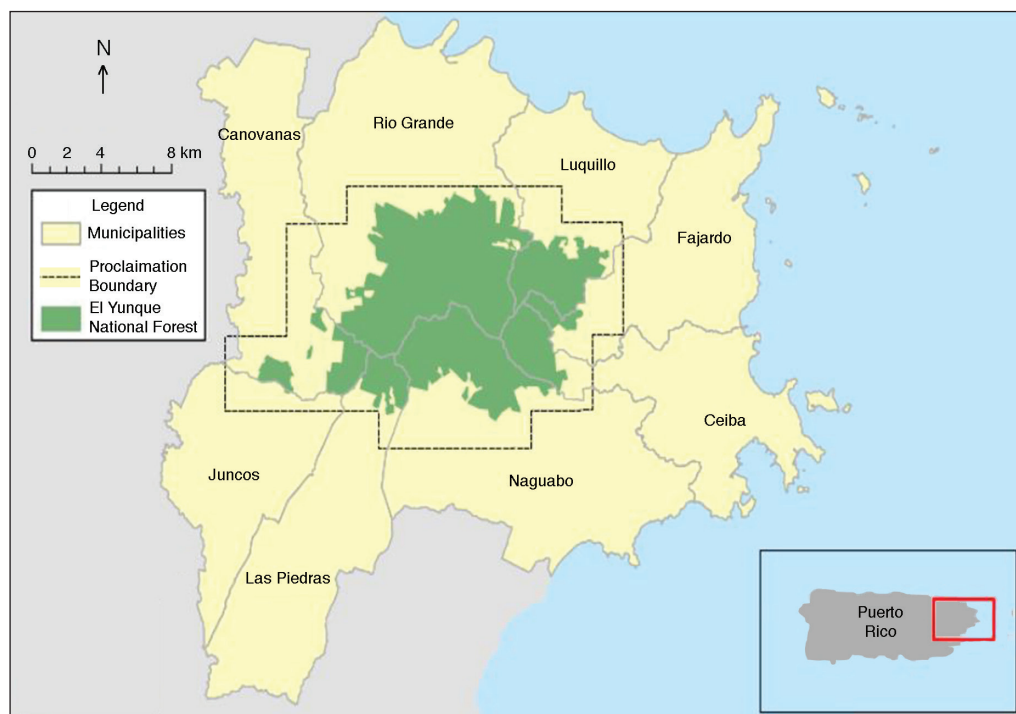 N
0 2 4 8 km
Legend
Municipalities
Proclaimation
Boundary
El Yunque
National Forest
Canovanas
Rio Grande
Luquillo
Fajardo
Ceiba
Naguabo
Juncos
Las Piedras
Puerto
Rico